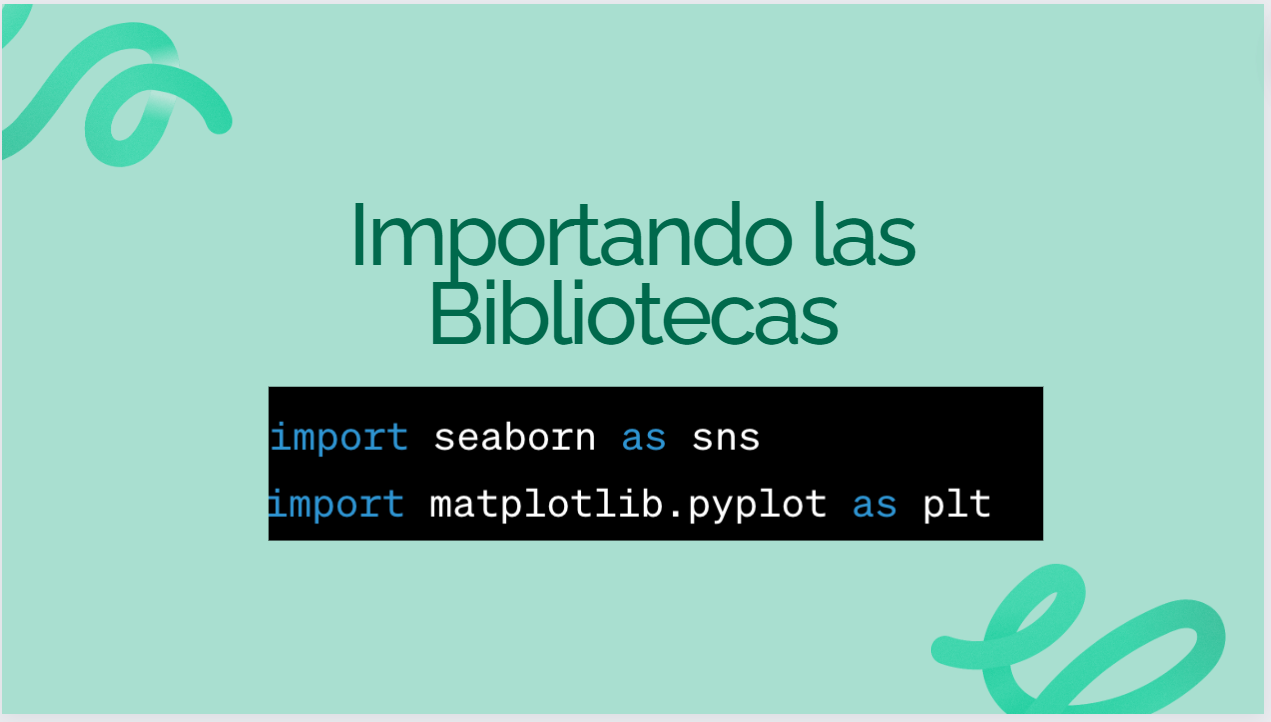 Importando las
Bibliotecas
import seaborn as sns
import matplotlib.pyplot as plt